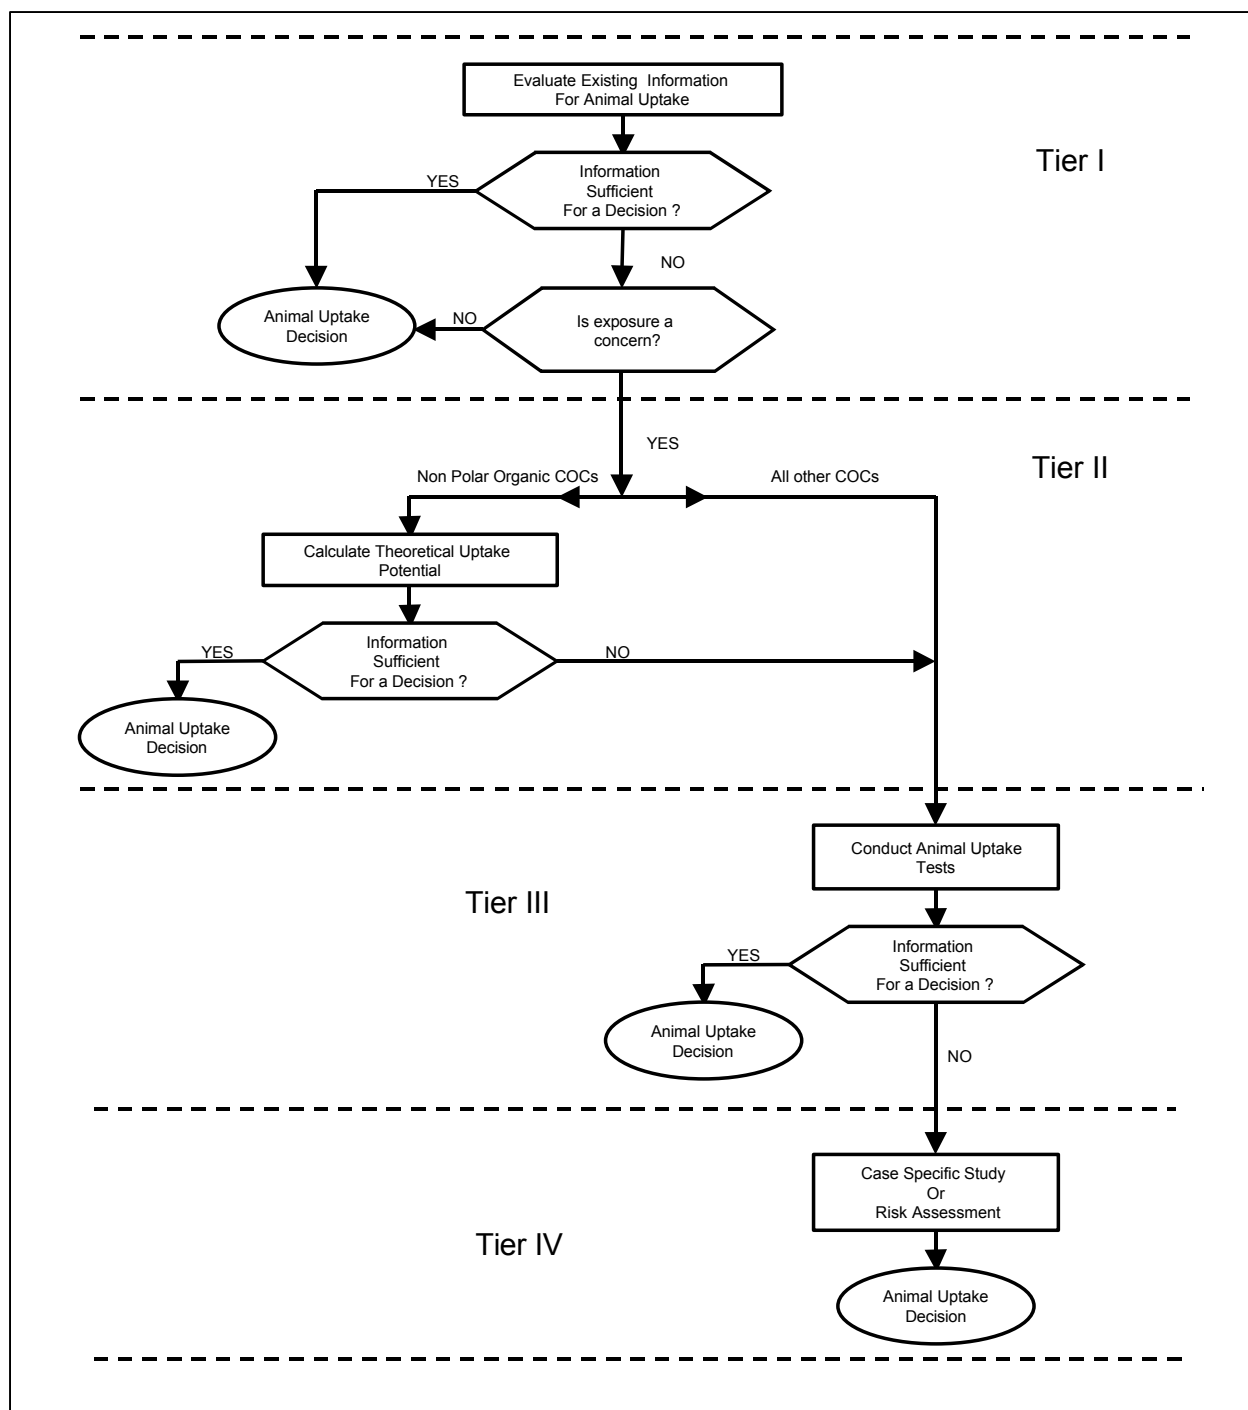 Evaluate Existing Information
For Animal Uptake
Tier I
Information
Sufficient
For a Decision ?
YES
NO
Animal Uptake
Decision
NO
Is exposure a
concern?
YES
Tier II
Non Polar Organic COCs
All other COCs
Calculate Theoretical Uptake
Potential
Information
Sufficient
For a Decision ?
YES
NO
Animal Uptake
Decision
Conduct Animal Uptake
Tests
Tier III
Information
Sufficient
For a Decision ?
YES
Animal Uptake
Decision
NO
Case Specific Study
Or
Risk Assessment
Tier IV
Animal Uptake
Decision